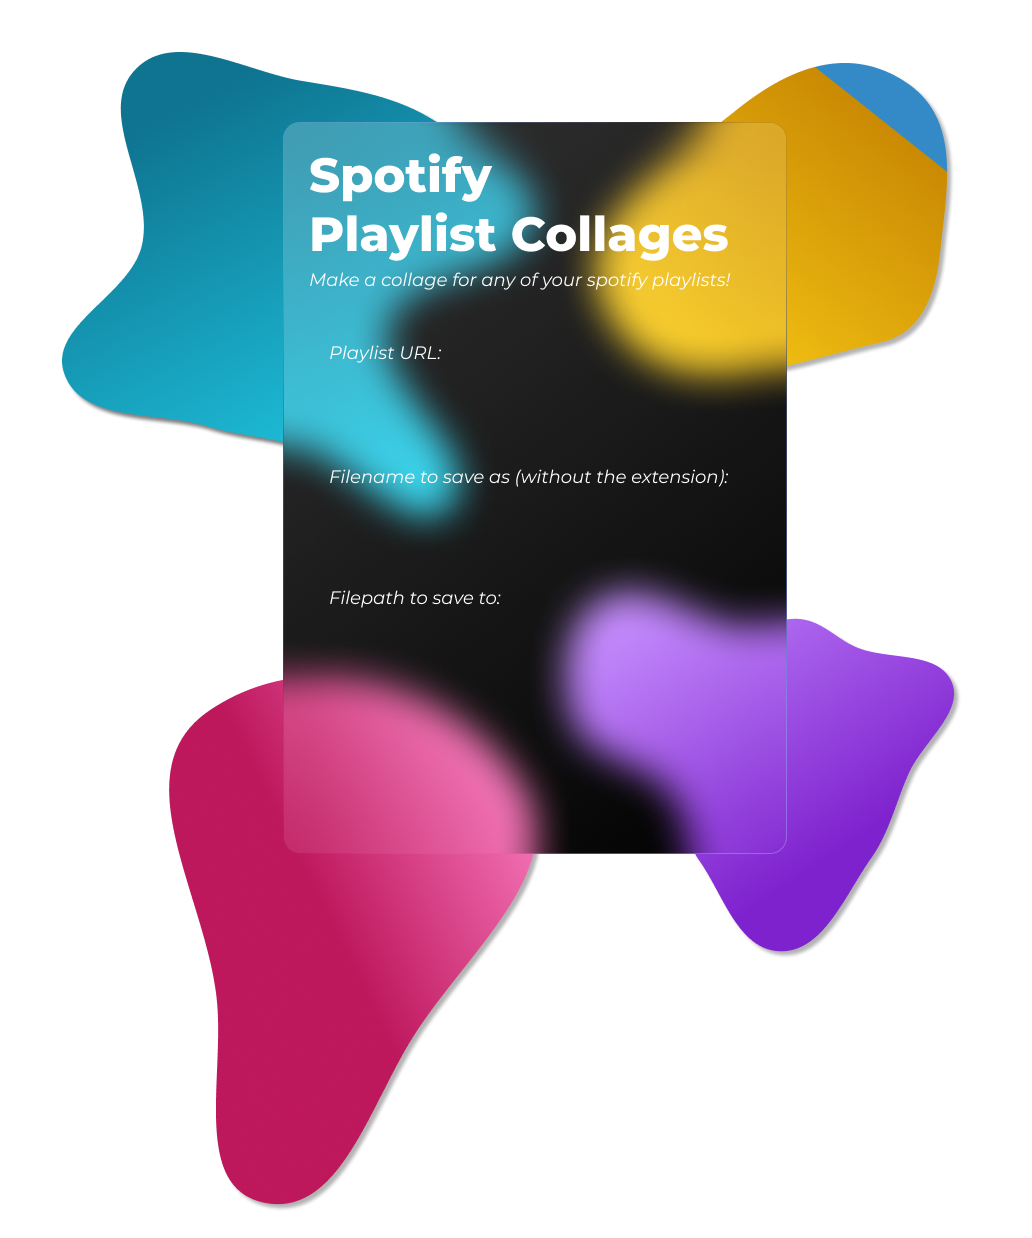 Spotify
Playlist Collages
Make a collage for any of your spotify playlists!
Playlist URL:
Filename to save as (without the extension):
Filepath to save to: